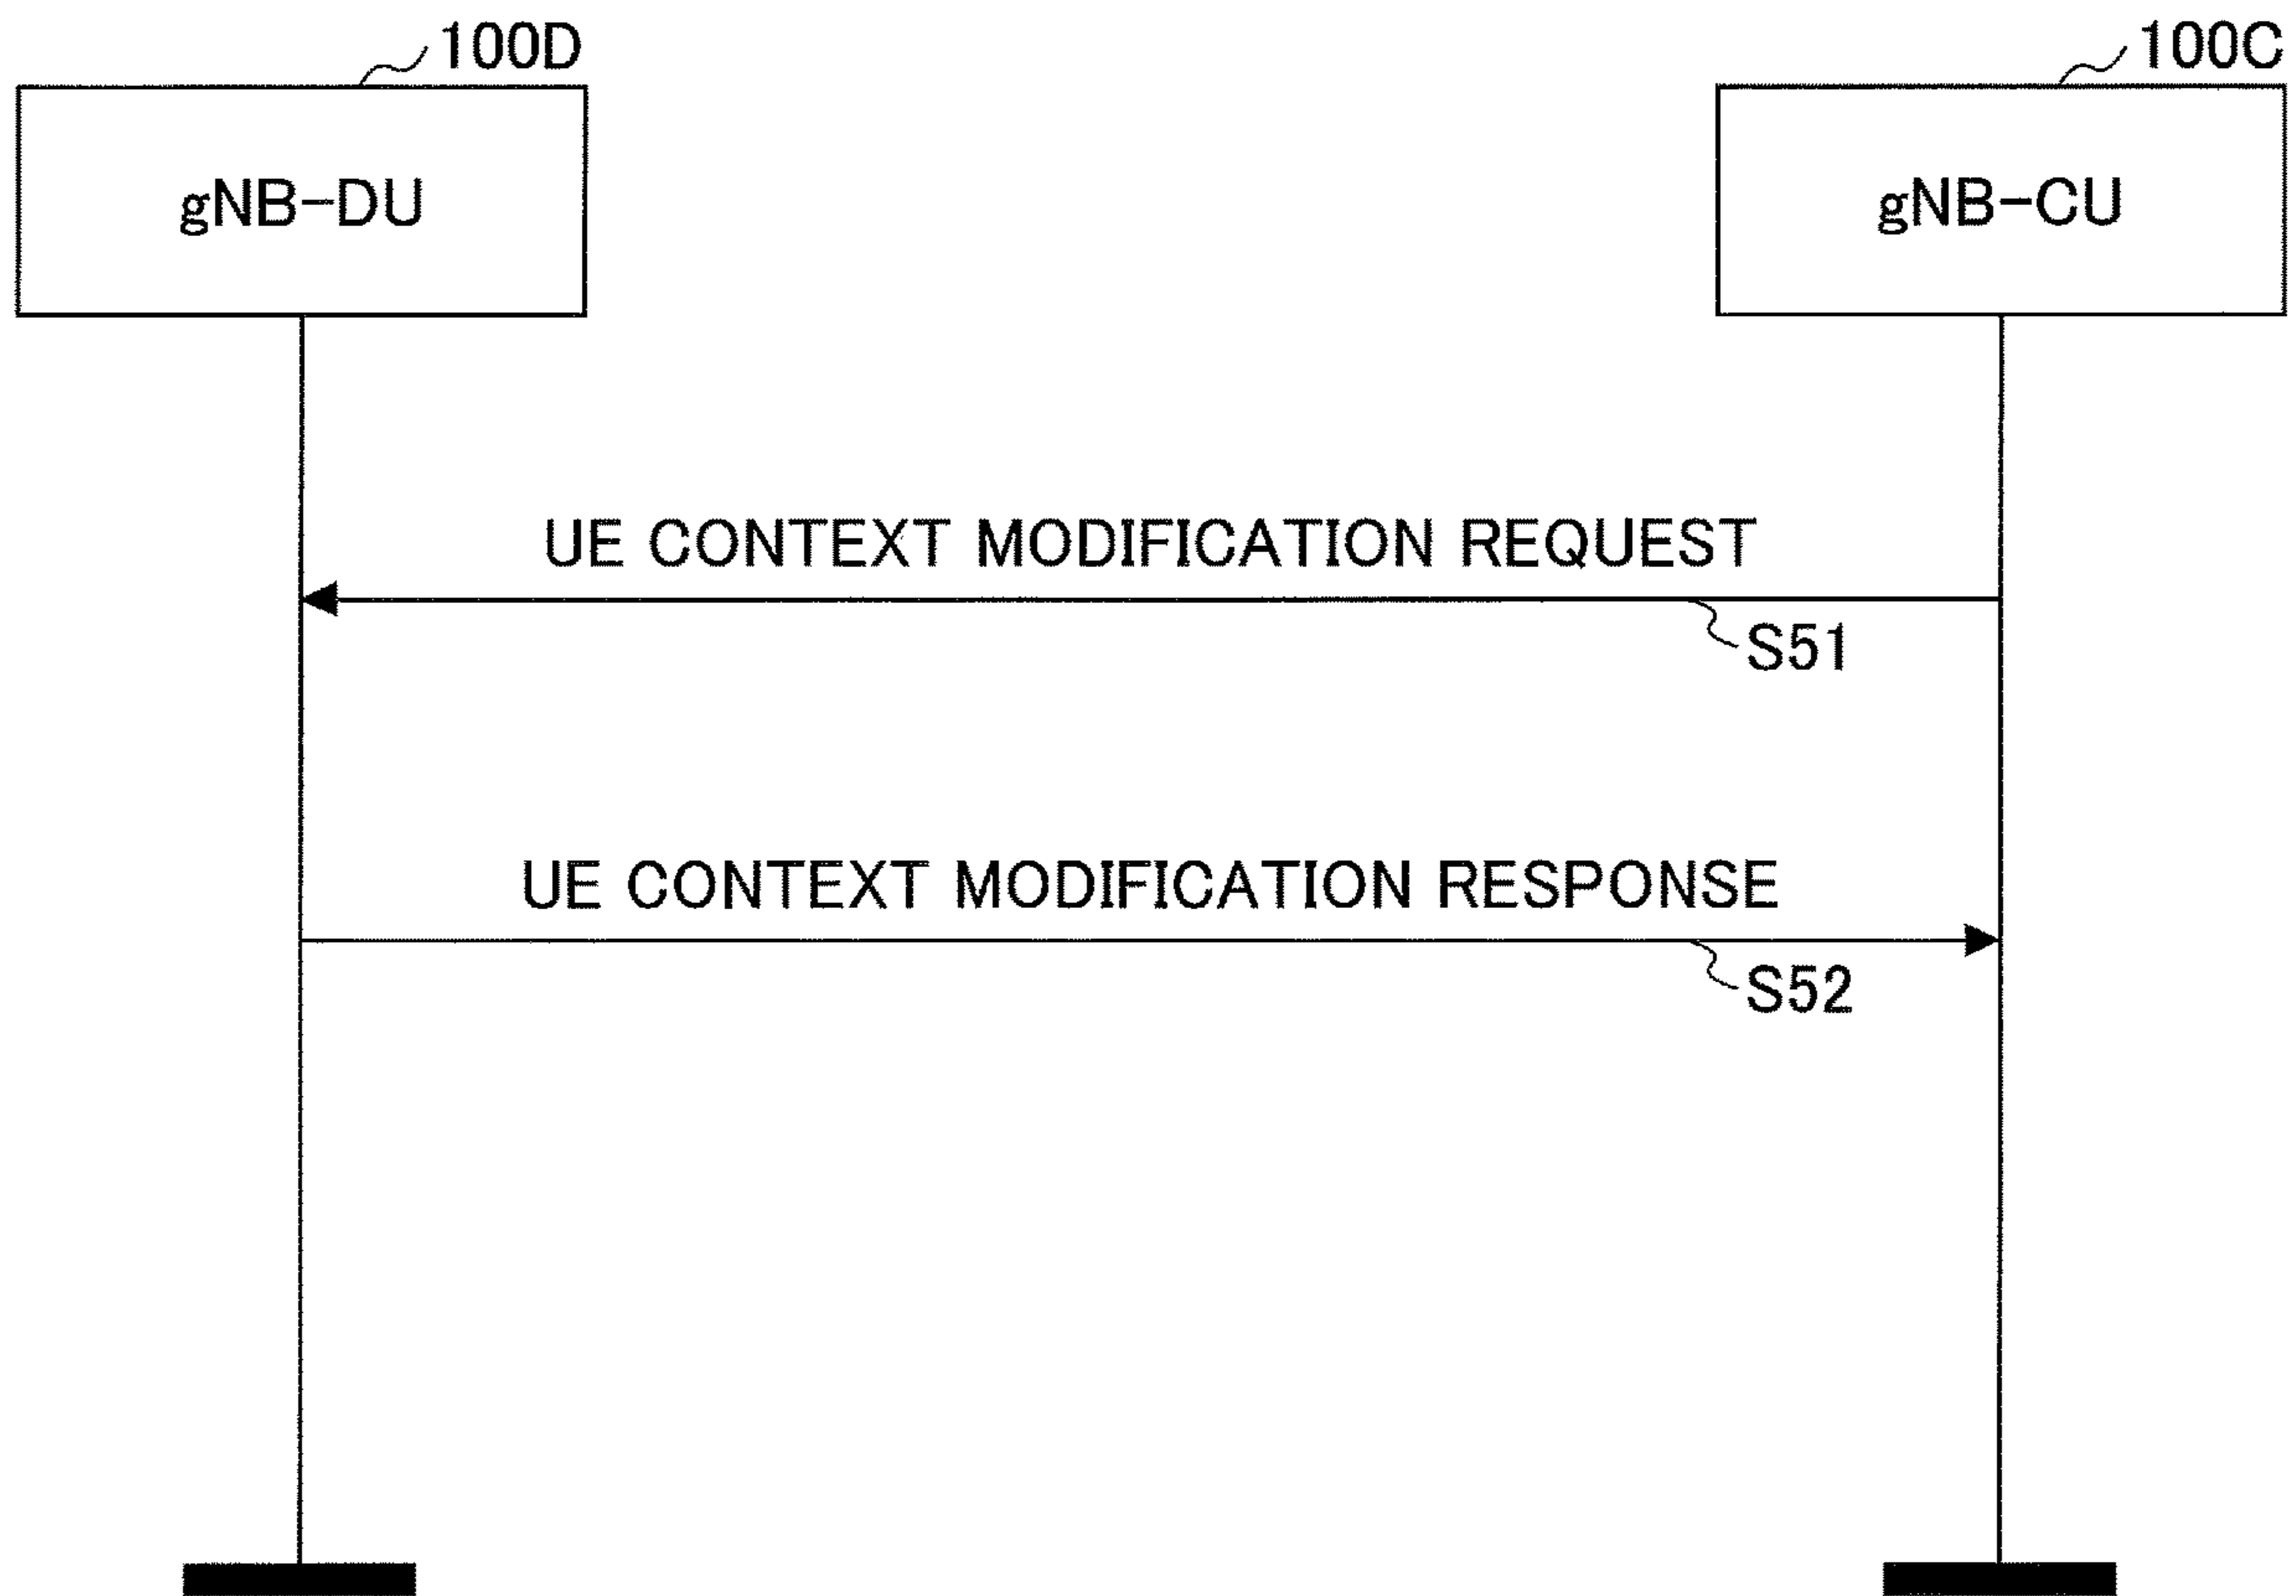 100D
100C
gNB-DU
gNB-CU
UE CONTEXT MODIFICATION REQUEST
S51
UE CONTEXT MODIFICATION RESPONSE
S52